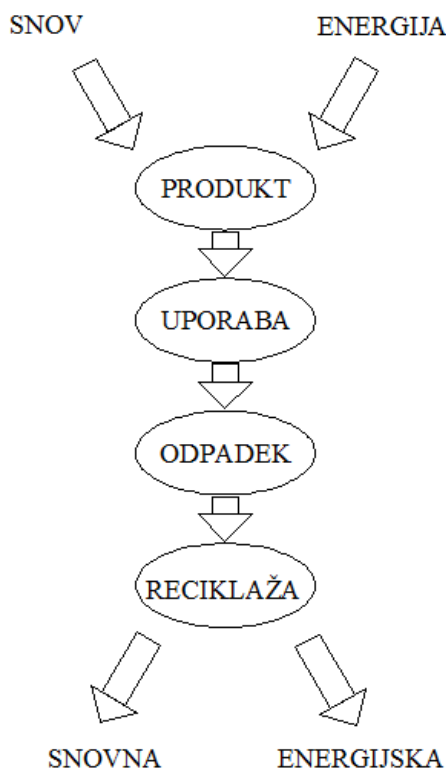 SNOV ENERGIJA
PRODUKT
UPORABA
ODPADEK
RECIKLAŽA
SNOVNA ENERGIJSKA